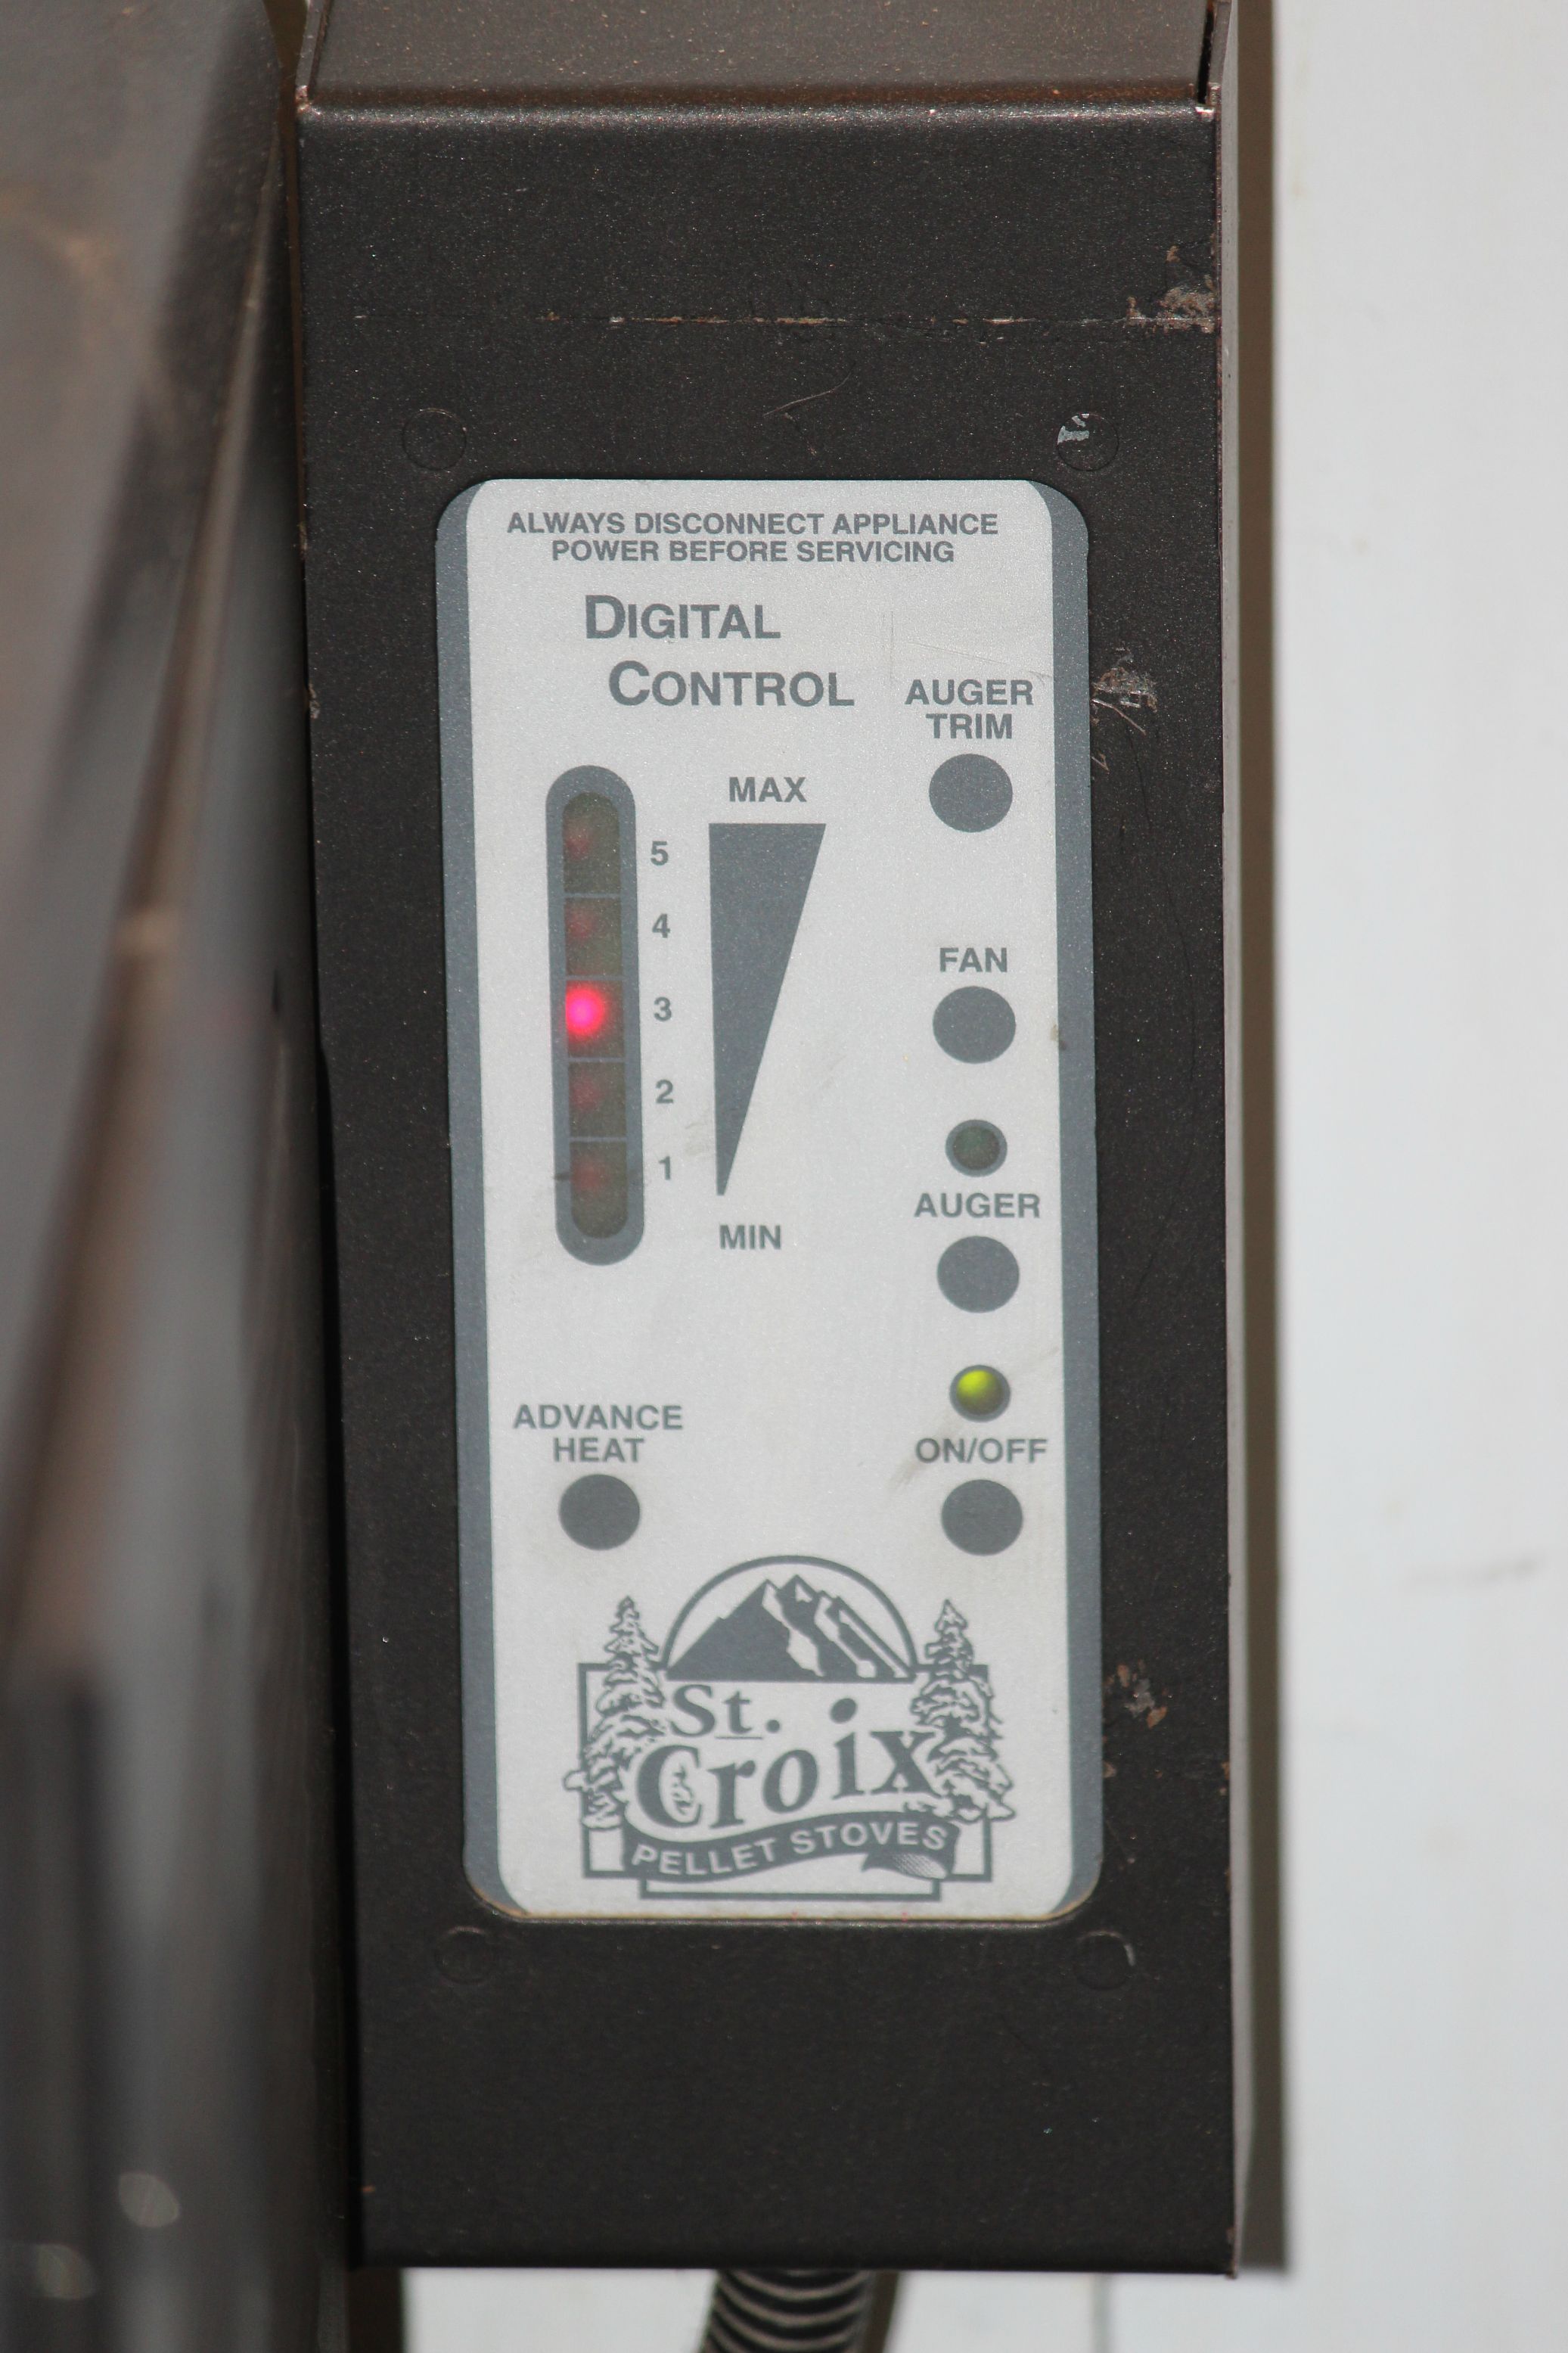 ALWAYS DISCONNECT APPLIANCE
POWER BEFORE SERVICING
DIGITAL
CONTROL
AUGER
TRIM
MAX
5
4
3
2
1
MIN
FAN
AUGER
ADVANCE
HEAT
ON/OFF
St.
Croix
PELLET STOVES